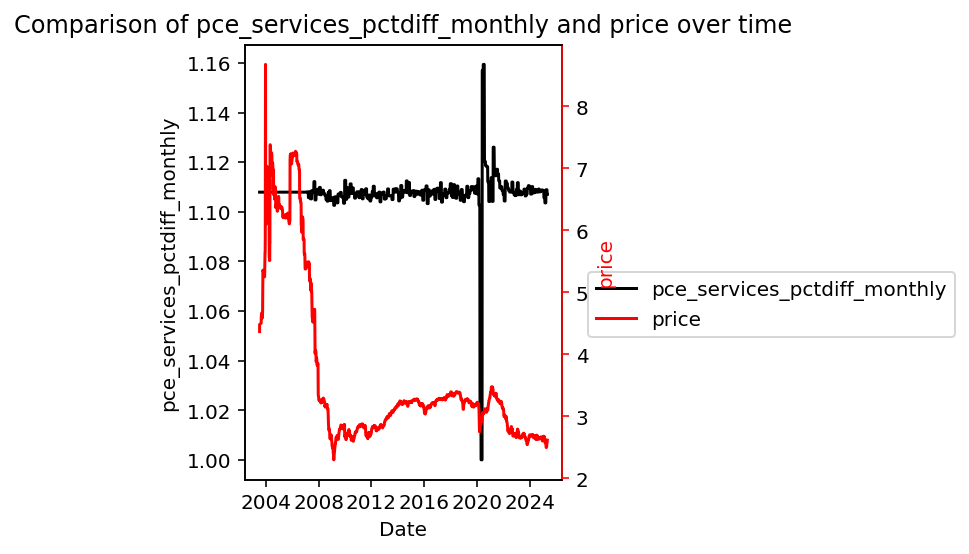 Comparison of pce_services_pctdiff_monthly and price over time
pce_services_pctdiff_monthly
1.16
1.14
1.12
1.10
1.08
1.06
1.04
1.02
1.00
8
7
6
5
4
3
2
price
pce_services_pctdiff_monthly
price
2004 2008 2012 2016 2020 2024
Date